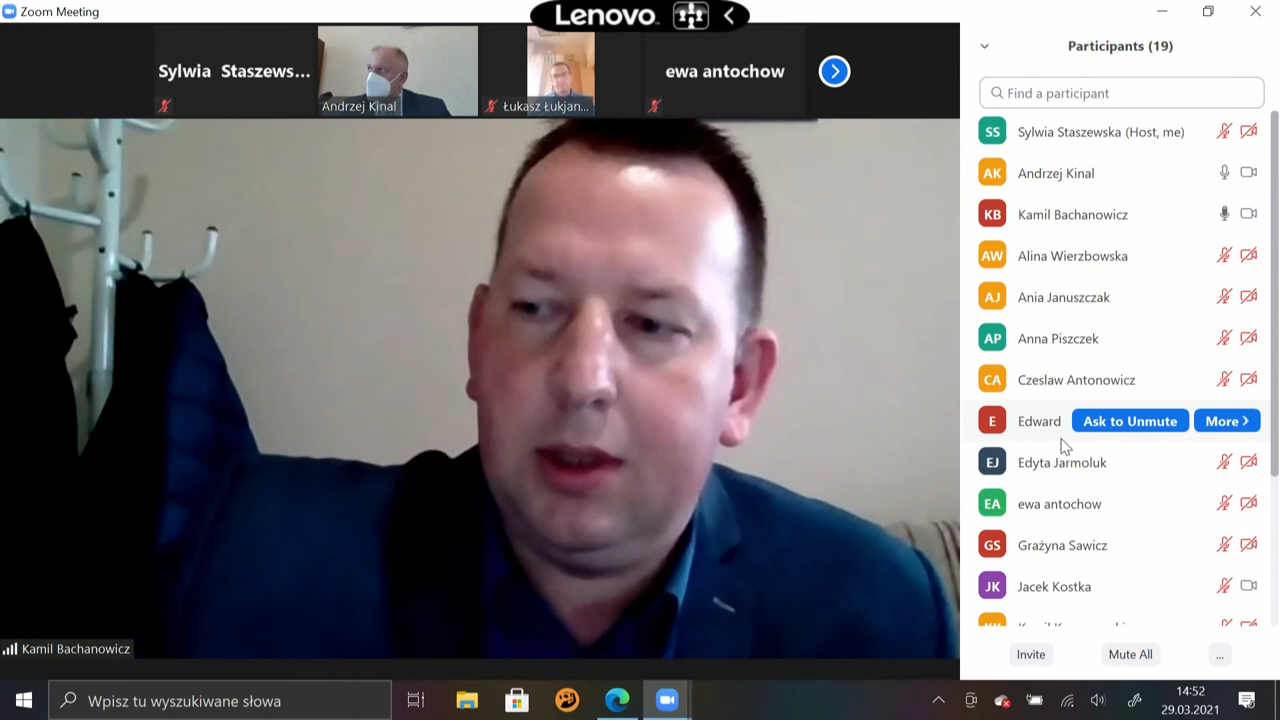 Zoom Meeting
Lenovo
Sylwia Staszews...
Andrzej Kinal
Łukasz Łukjan...
ewa antochow
Kamil Bachanowicz
Participants (19)
Find a participant
SS Sylwia Staszewska (Host, me)
AK Andrzej Kinal
KB Kamil Bachanowicz
AW Alina Wierzbowska
AJ Ania Januszczak
AP Anna Piszczek
CA Czeslaw Antonowicz
E Edward Ask to Unmute More
EJ Edyta Jarmoluk
EA ewa antochow
GS Grażyna Sawicz
JK Jacek Kostka
Invite Mute All ...
Wpisz tu wyszukiwane słowa
14:52
29.03.2021